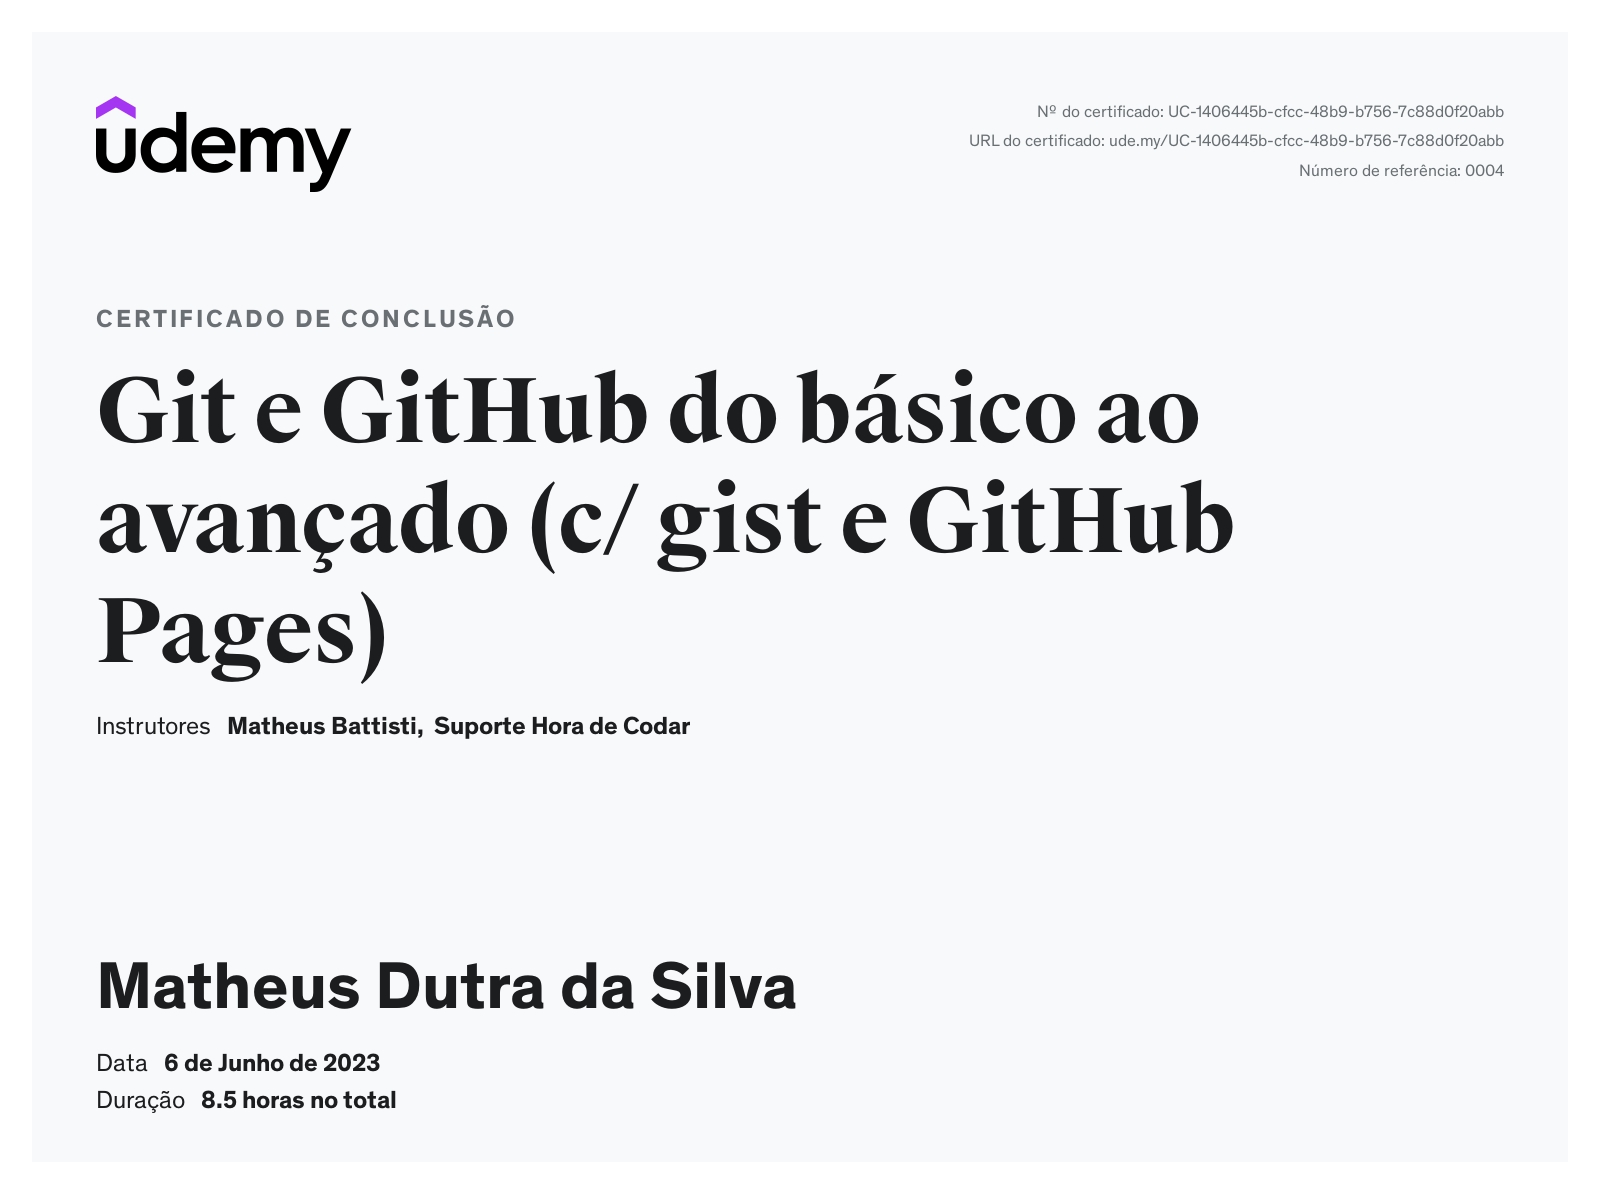 udemy
Nº do certificado: UC-1406445b-cfcc-48b9-b756-7c88d0f20abb
URL do certificado: ude.my/UC-1406445b-cfcc-48b9-b756-7c88d0f20abb
Número de referência: 0004
CERTIFICADO DE CONCLUSÃO
Git e GitHub do básico ao
avançado (c/ gist e GitHub
Pages)
Instrutores Matheus Battisti, Suporte Hora de Codar
Matheus Dutra da Silva
Data 6 de Junho de 2023
Duração 8.5 horas no total